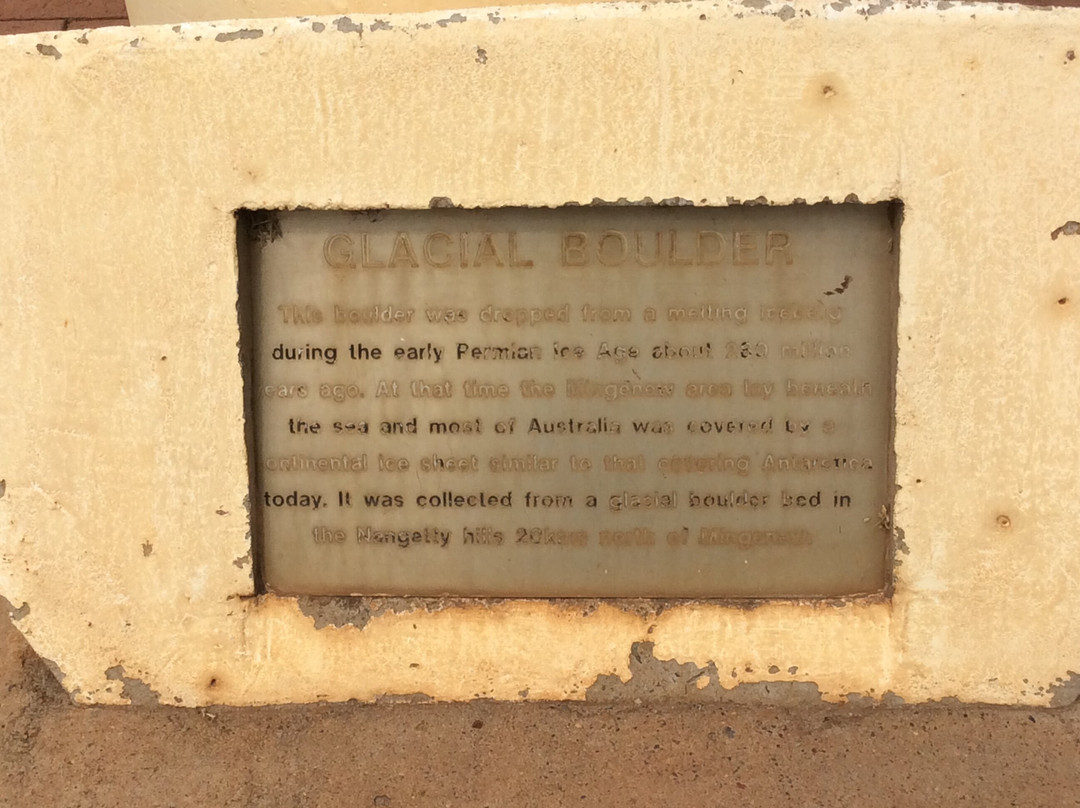 GLACIAL BOULDER
This boulder was dropped from a melting iceberg
during the early Permian Ice Age about million
ears ago. At that time the Mingenew area lay beneath
the sea and most of Australia was covered by a
ontinental ice sheet similar to that covering Antarctica
today. It was collected from a glacial boulder bed in
the Nangetty hills 20kms north of Mingenew